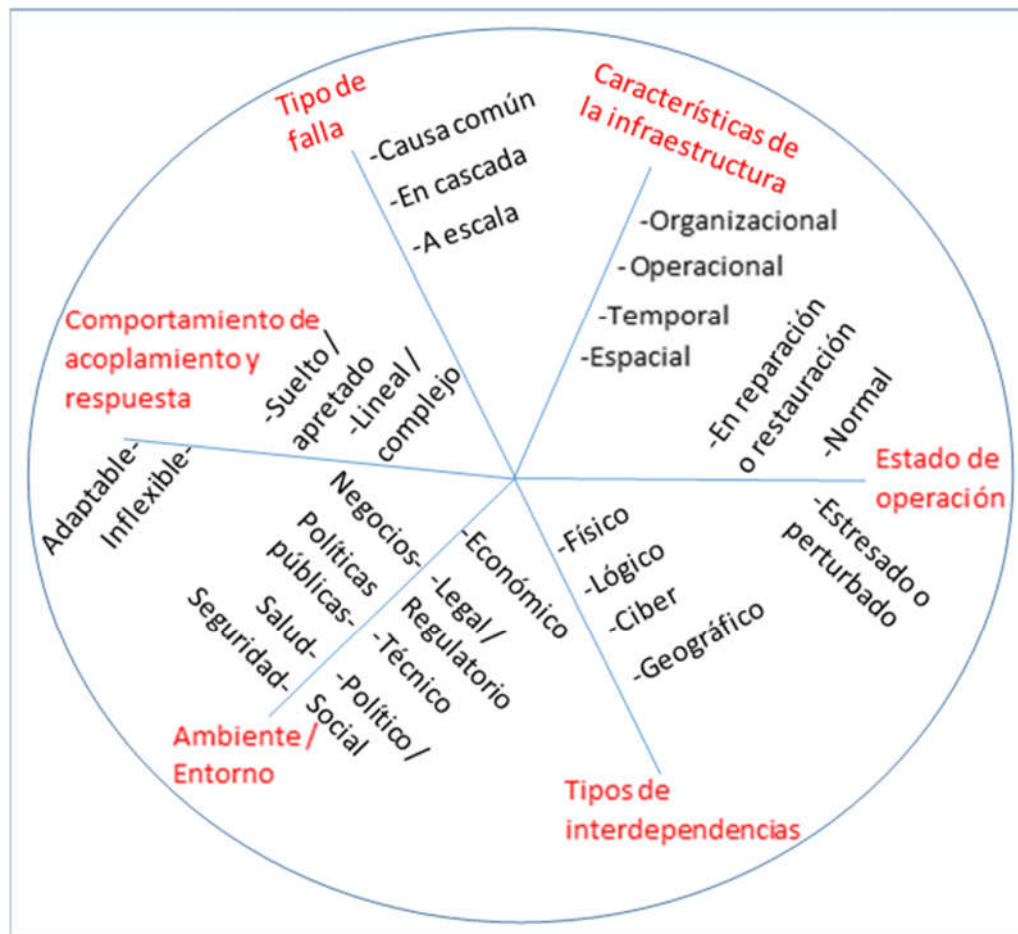 Tipo de
falla
-Causa común
-En cascada
-A escala
Características de
la infraestructura
-Organizacional
-Operacional
-Temporal
-Espacial
Estado de
operación
-En reparación
o restauración
-Normal
-Estresado o
perturbado
Tipos de
interdependencias
-Físico
-Lógico
-Ciber
-Geográfico
Ambiente /
Entorno
-Económico
-Legal/
Regulatorio
-Técnico
-Político/
Social
Negocios-
Políticas
públicas-
Salud-
Seguridad-
Comportamiento de
acoplamiento y
respuesta
-Suelto /
apretado
-Lineal /
complejo
Adaptable-
Inflexible-